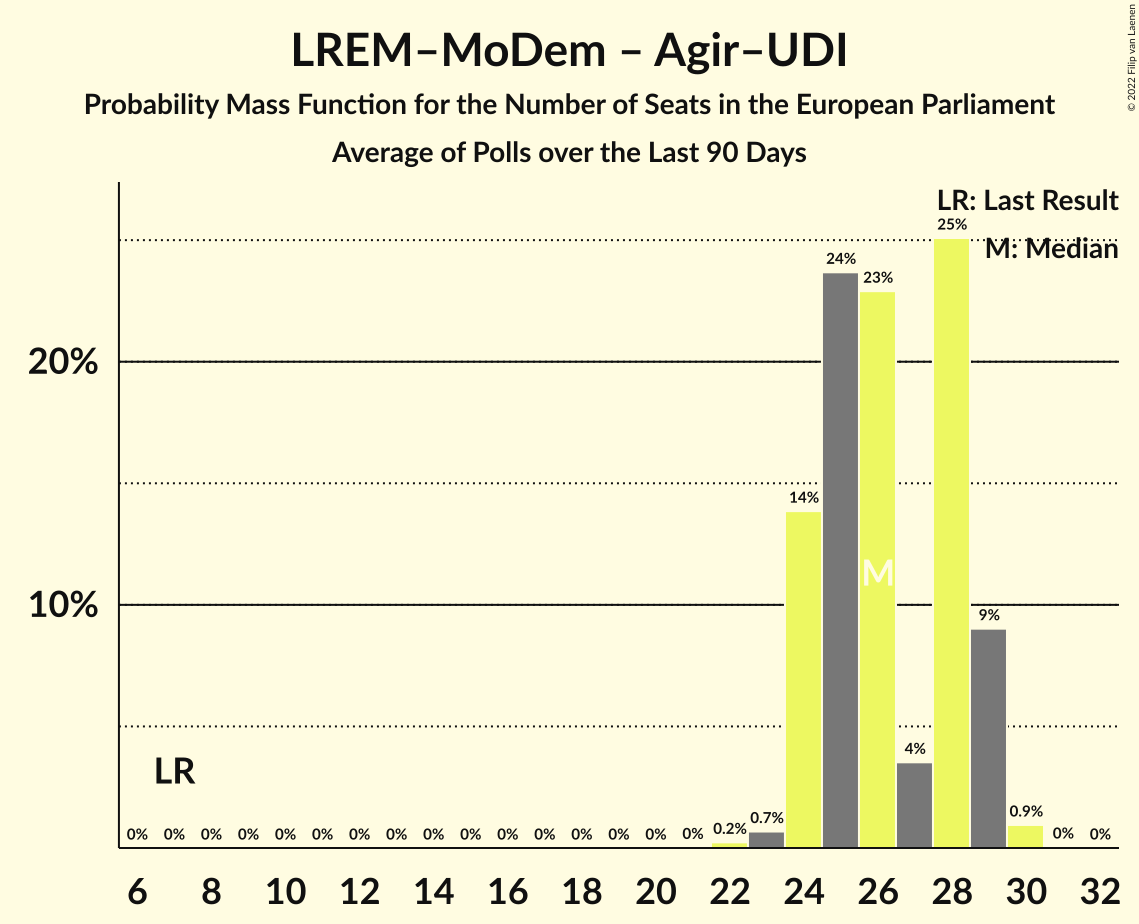 LREM–MoDem – Agir–UDI
Probability Mass Function for the Number of Seats in the European Parliament
Average of Polls over the Last 90 Days
© 2022 Filip van Laenen
LR: Last Result
M: Median
25%
24%
23%
20%
14%
M
10%
9%
4%
LR
0% 0% 0% 0% 0% 0% 0% 0% 0% 0% 0% 0% 0% 0% 0% 0% 0.2% 0.7% 0.9% 0% 0%
6 8 10 12 14 16 18 20 22 24 26 28 30 32